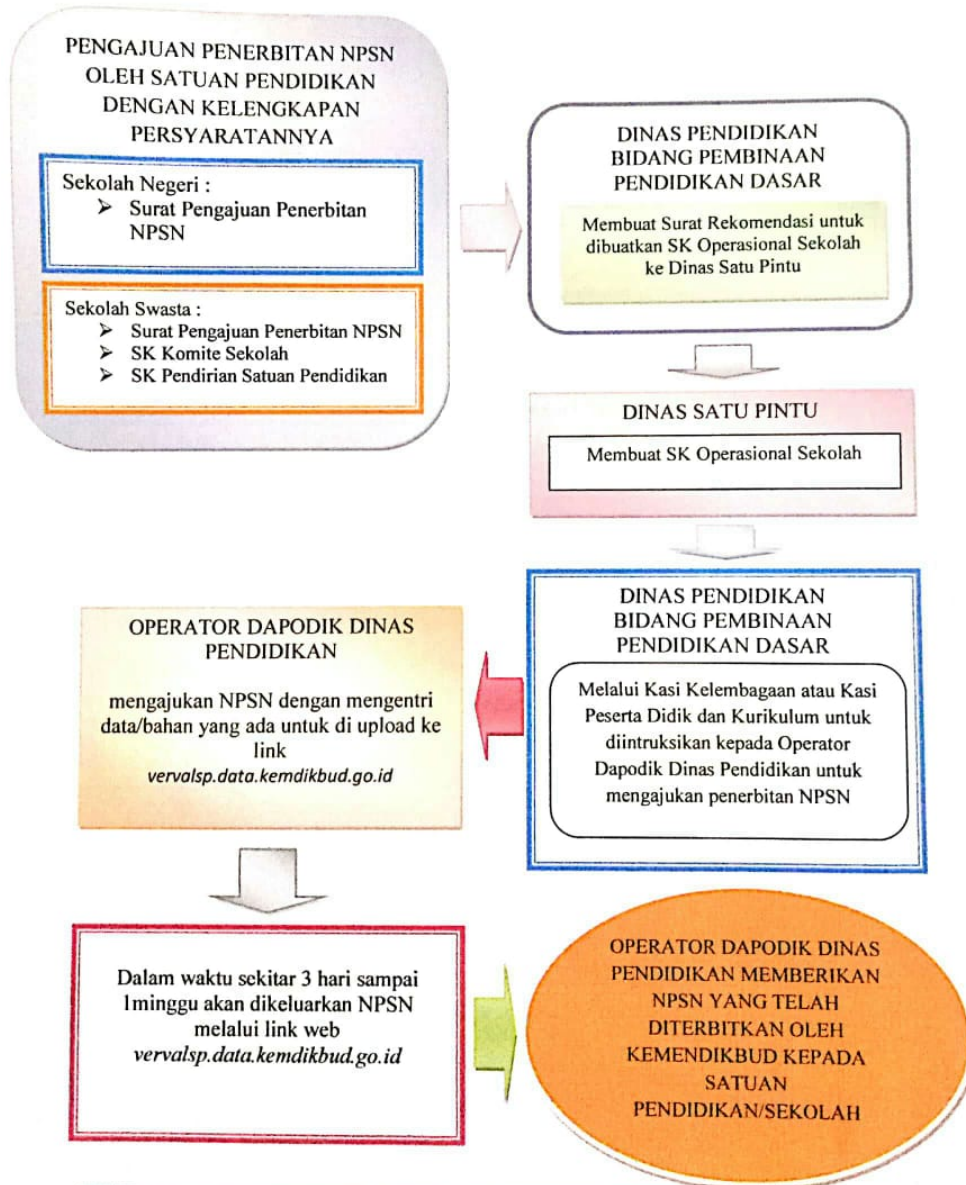 PENGAJUAN PENERBITAN NPSN
OLEH SATUAN PENDIDIKAN
DENGAN KELENGKAPAN
PERSYARATANNYA
Sekolah Negeri :
➢ Surat Pengajuan Penerbitan
NPSN
Sekolah Swasta :
➢ Surat Pengajuan Penerbitan NPSN
➢ SK Komite Sekolah
➢ SK Pendirian Satuan Pendidikan
DINAS PENDIDIKAN
BIDANG PEMBINAAN
PENDIDIKAN DASAR
Membuat Surat Rekomendasi untuk
dibuatkan SK Operasional Sekolah
ke Dinas Satu Pintu
DINAS SATU PINTU
Membuat SK Operasional Sekolah
DINAS PENDIDIKAN
BIDANG PEMBINAAN
PENDIDIKAN DASAR
Melalui Kasi Kelembagaan atau Kasi
Peserta Didik dan Kurikulum untuk
diintruksikan kepada Operator
Dapodik Dinas Pendidikan untuk
mengajukan penerbitan NPSN
OPERATOR DAPODIK DINAS
PENDIDIKAN
mengajukan NPSN dengan mengentri
data/bahan yang ada untuk di upload ke
link
vervalsp.data.kemdikbud.go.id
Dalam waktu sekitar 3 hari sampai
1minggu akan dikeluarkan NPSN
melalui link web
vervalsp.data.kemdikbud.go.id
OPERATOR DAPODIK DINAS
PENDIDIKAN MEMBERIKAN
NPSN YANG TELAH
DITERBITKAN OLEH
KEMENDIKBUD KEPADA
SATUAN
PENDIDIKAN/SEKOLAH